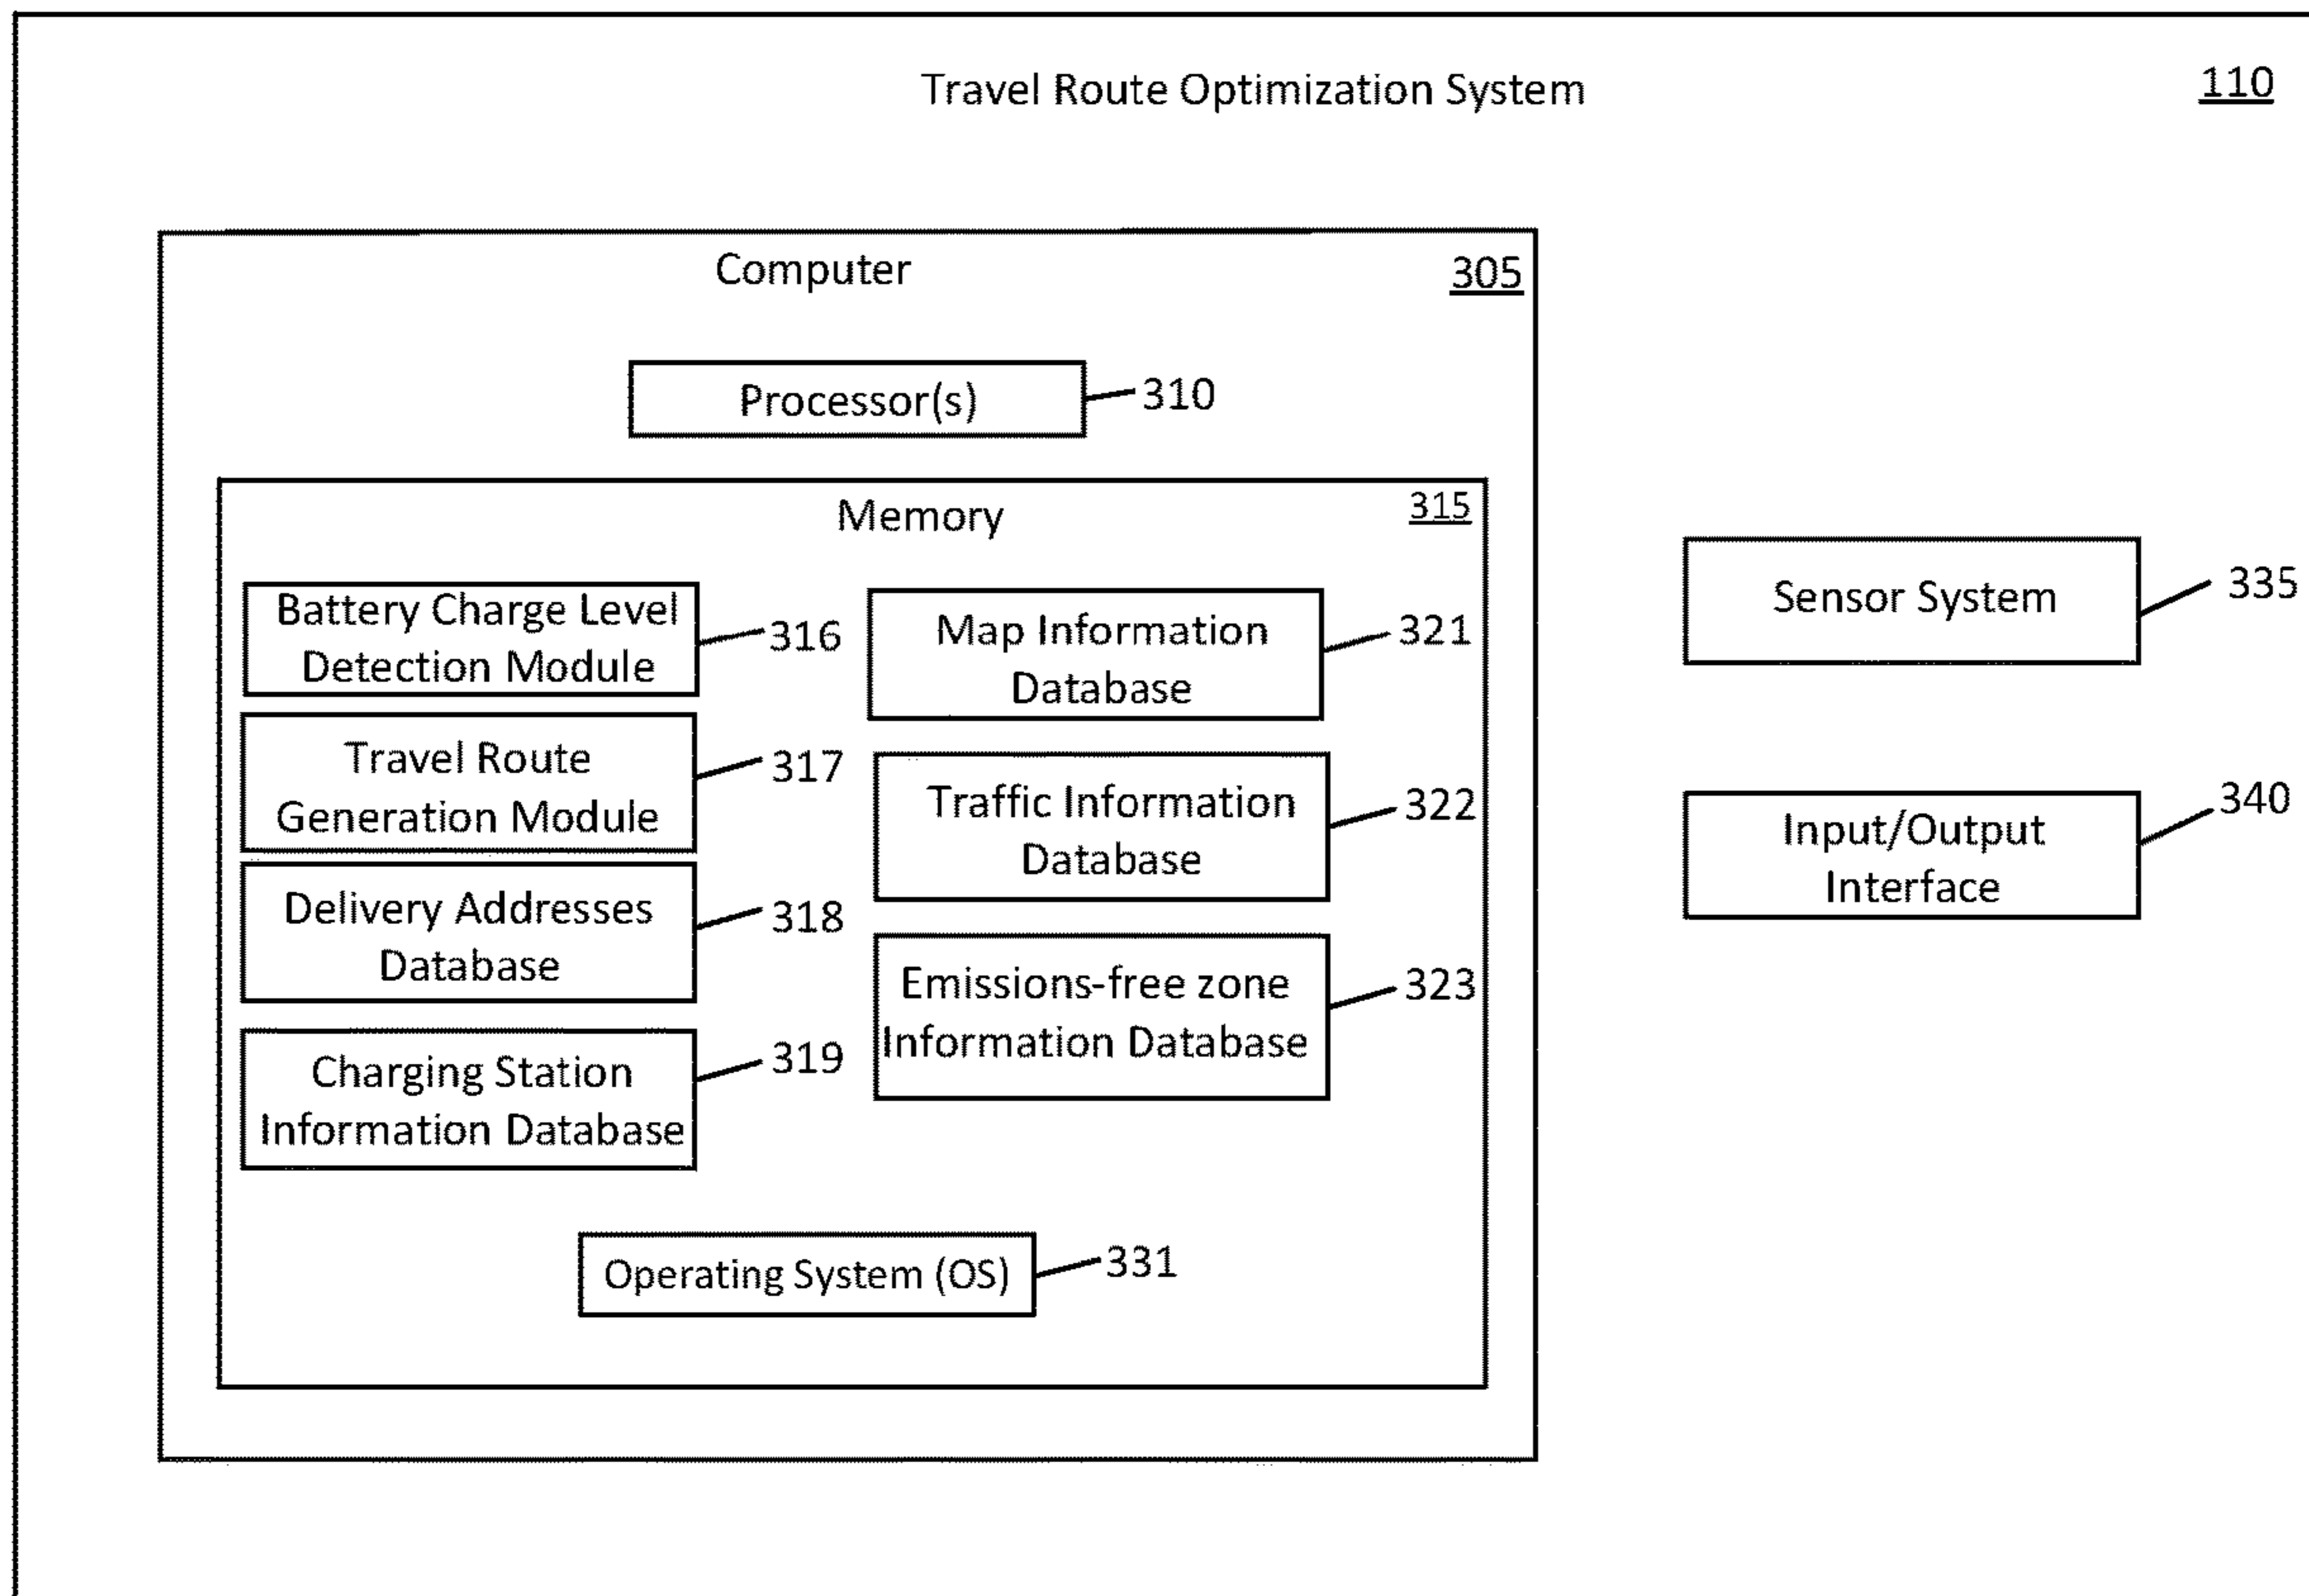 Travel Route Optimization System
110
Computer
305
Processor(s)
310
Memory
315
Battery Charge Level
Detection Module
316
Travel Route
Generation Module
317
Delivery Addresses
Database
318
Charging Station
Information Database
319
Map Information
Database
321
Traffic Information
Database
322
Emissions-free zone
Information Database
323
Operating System (OS)
331
Sensor System
335
Input/Output
Interface
340